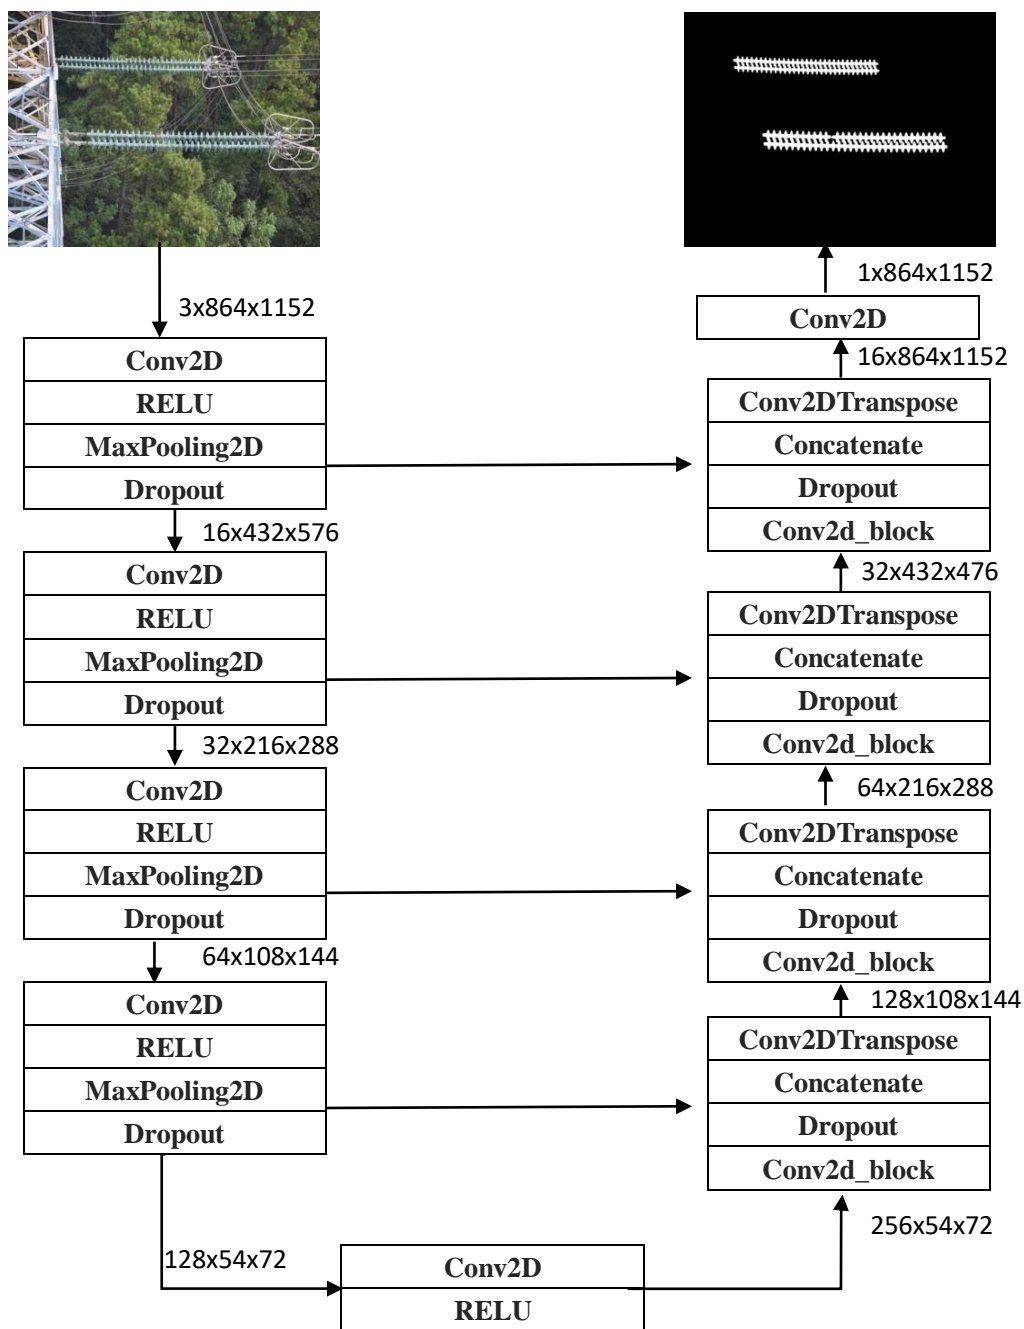 3x864x1152
Conv2D
RELU
MaxPooling2D
Dropout
16x432x576
Conv2D
RELU
MaxPooling2D
Dropout
32x216x288
Conv2D
RELU
MaxPooling2D
Dropout
64x108x144
Conv2D
RELU
MaxPooling2D
Dropout
128x54x72
Conv2D
RELU
1x864x1152
Conv2D
16x864x1152
Conv2DTranspose
Concatenate
Dropout
Conv2d_block
32x432x476
Conv2DTranspose
Concatenate
Dropout
Conv2d_block
64x216x288
Conv2DTranspose
Concatenate
Dropout
Conv2d_block
128x108x144
Conv2DTranspose
Concatenate
Dropout
Conv2d_block
256x54x72